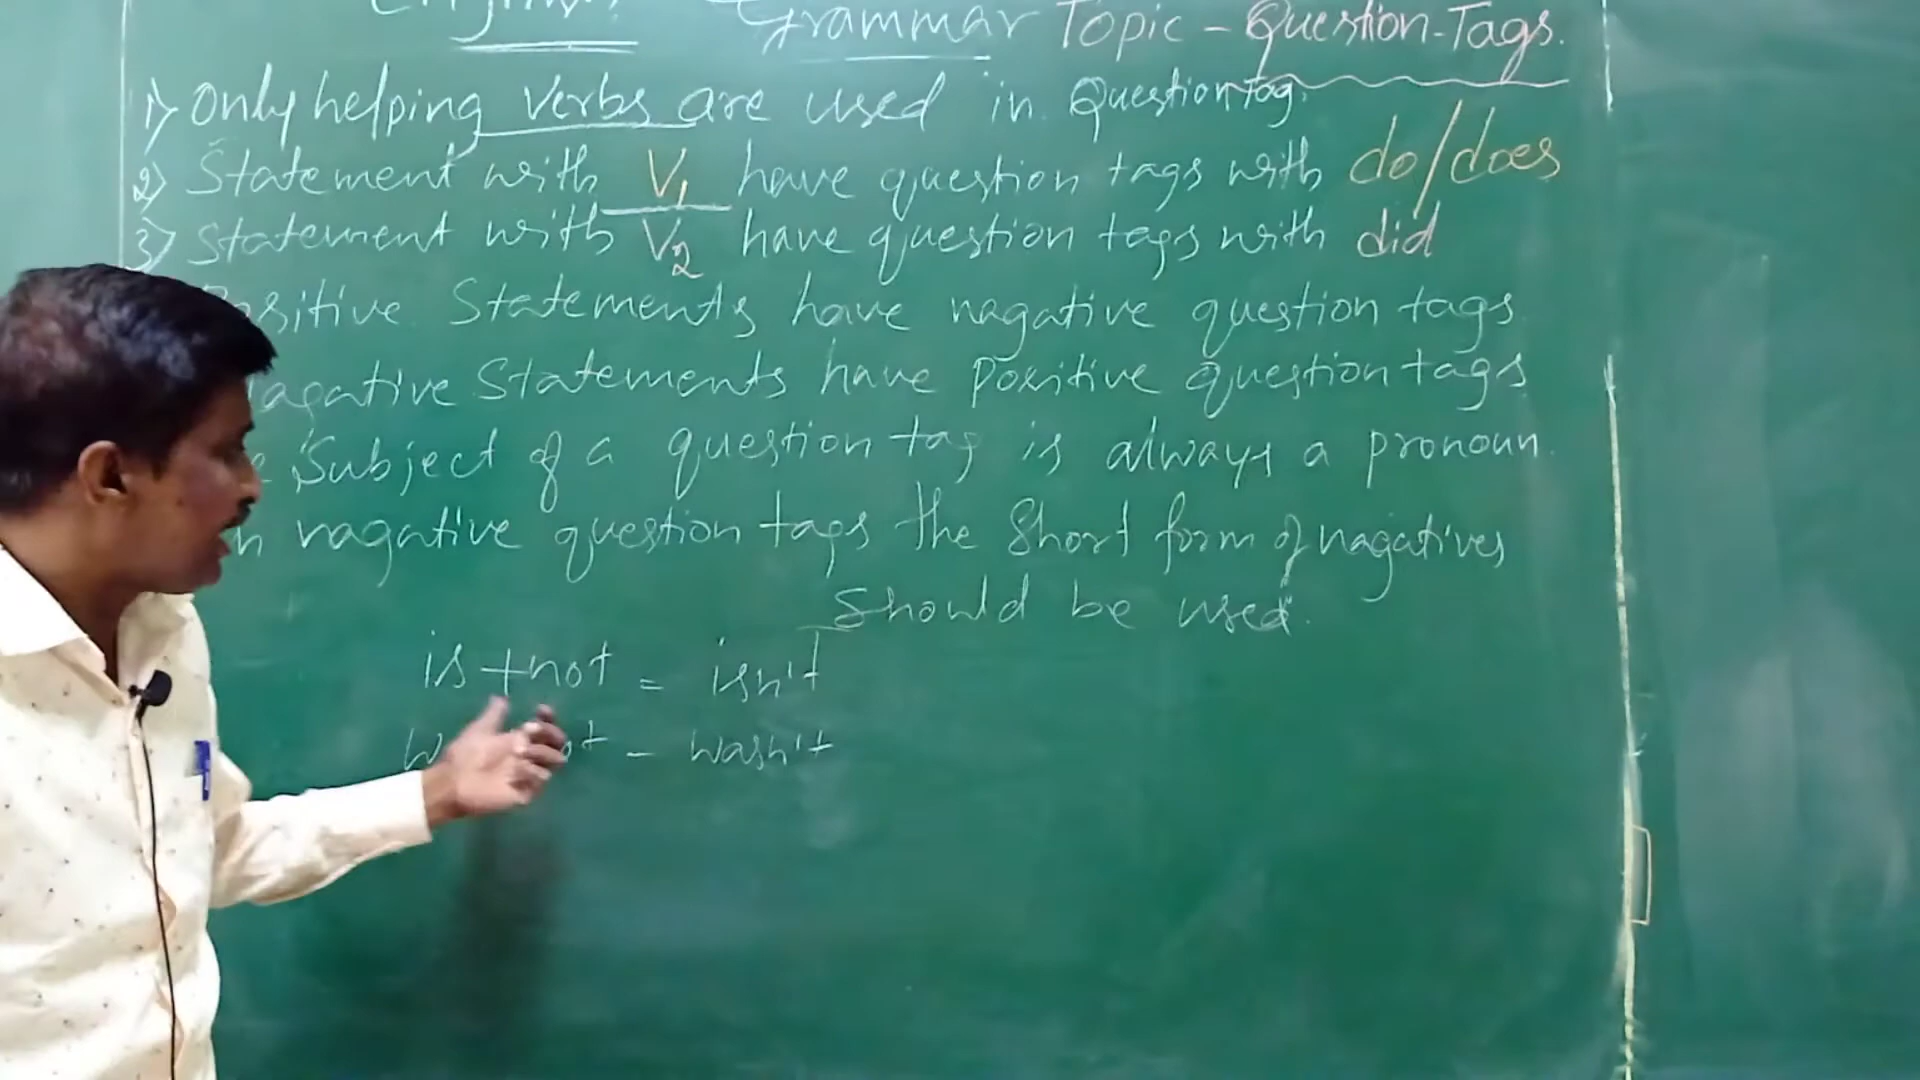 Grammar Topic - Question-Tags.
1) Only helping verbs are used in Question tag.
2) Statement with V1 have question tags with do/does
3) Statement with V2 have question tags with did
Statements have nagative question tags
Statements have positive question tags
Subject of a question tag is always a pronoun.
nagative question tags the short form of nagatives
should be used.
is + not = isn't
- wasn't